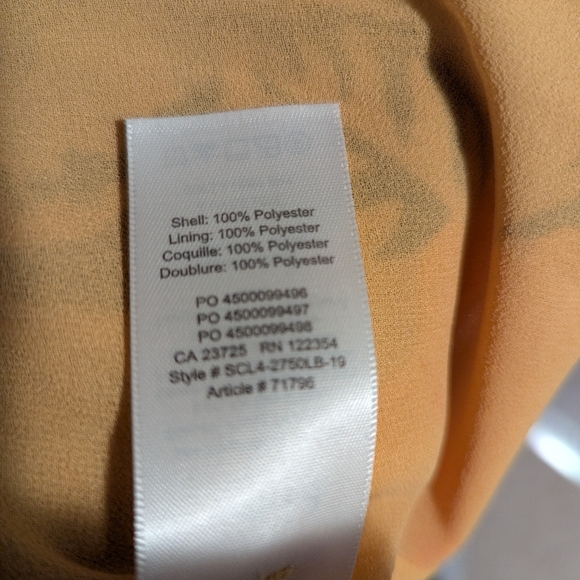 Shell: 100% Polyester
Lining: 100% Polyester
Coquille: 100% Polyester
Doublure: 100% Polyester
PO 4500099496
PO 4500099497
PO 4500099498
CA 23725 RN 122354
Style # SCL4-2750LB-19
Article # 71796